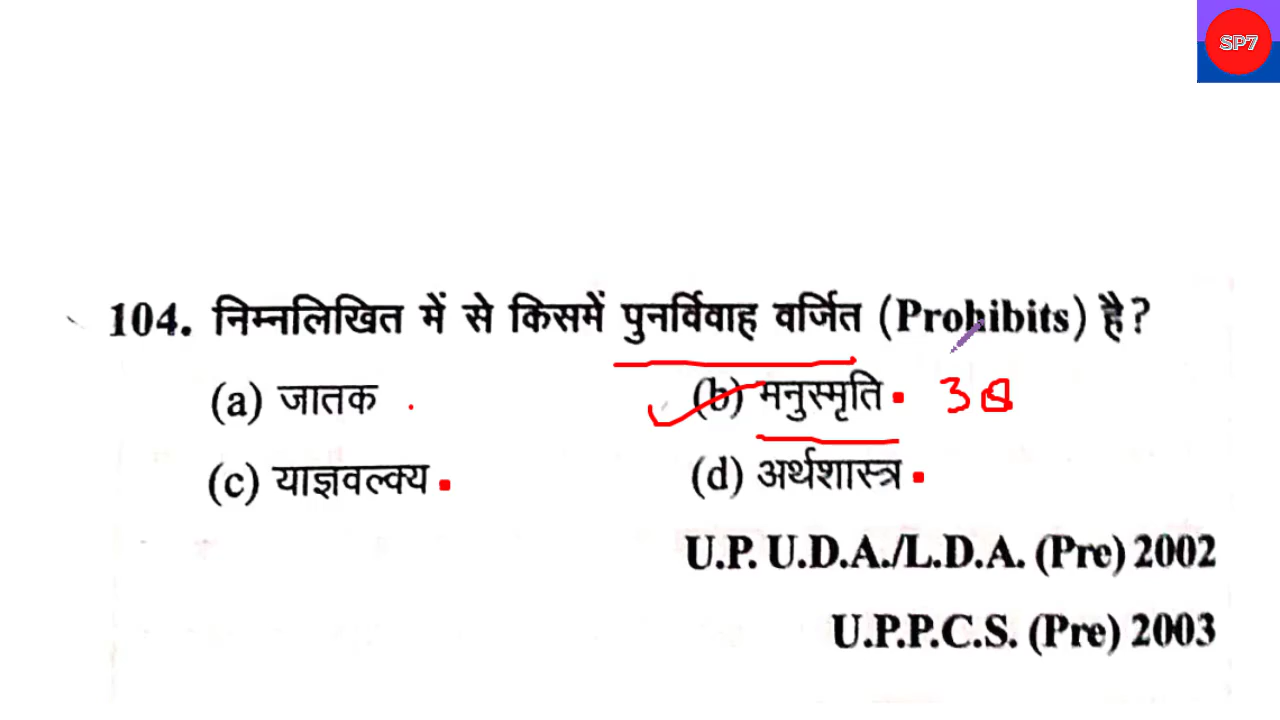 SP7
104. निम्नलिखित में से किसमें पुनर्विवाह वर्जित (Prohibits) है?
(a) जातक (b) मनुस्मृति
(c) याज्ञवल्क्य (d) अर्थशास्त्र
U.P. U.D.A./L.D.A. (Pre) 2002
U.P.P.C.S. (Pre) 2003